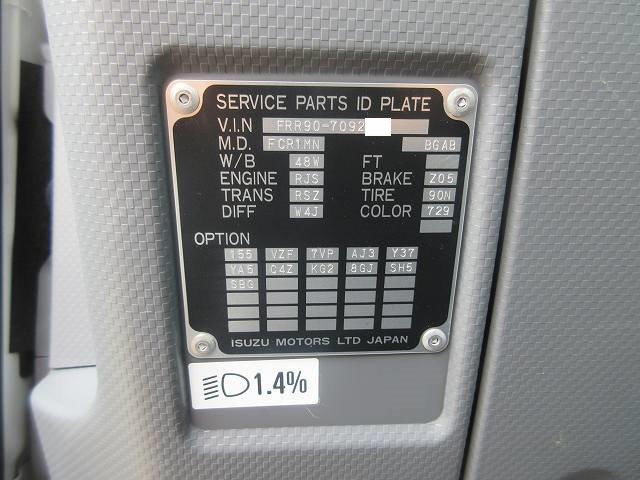 SERVICE PARTS ID PLATE
V.I.N FRR90-7092
M.D. FCR1MN BGAB
W/B 48W FT
ENGINE RJS BRAKE Z05
TRANS RSZ TIRE 90N
DIFF W4J COLOR 729
OPTION
155 VZF 7VP AJ3 Y37
YA6 C4Z KG2 8GJ SH5
SBG
ISUZU MOTORS LTD JAPAN
1.4%